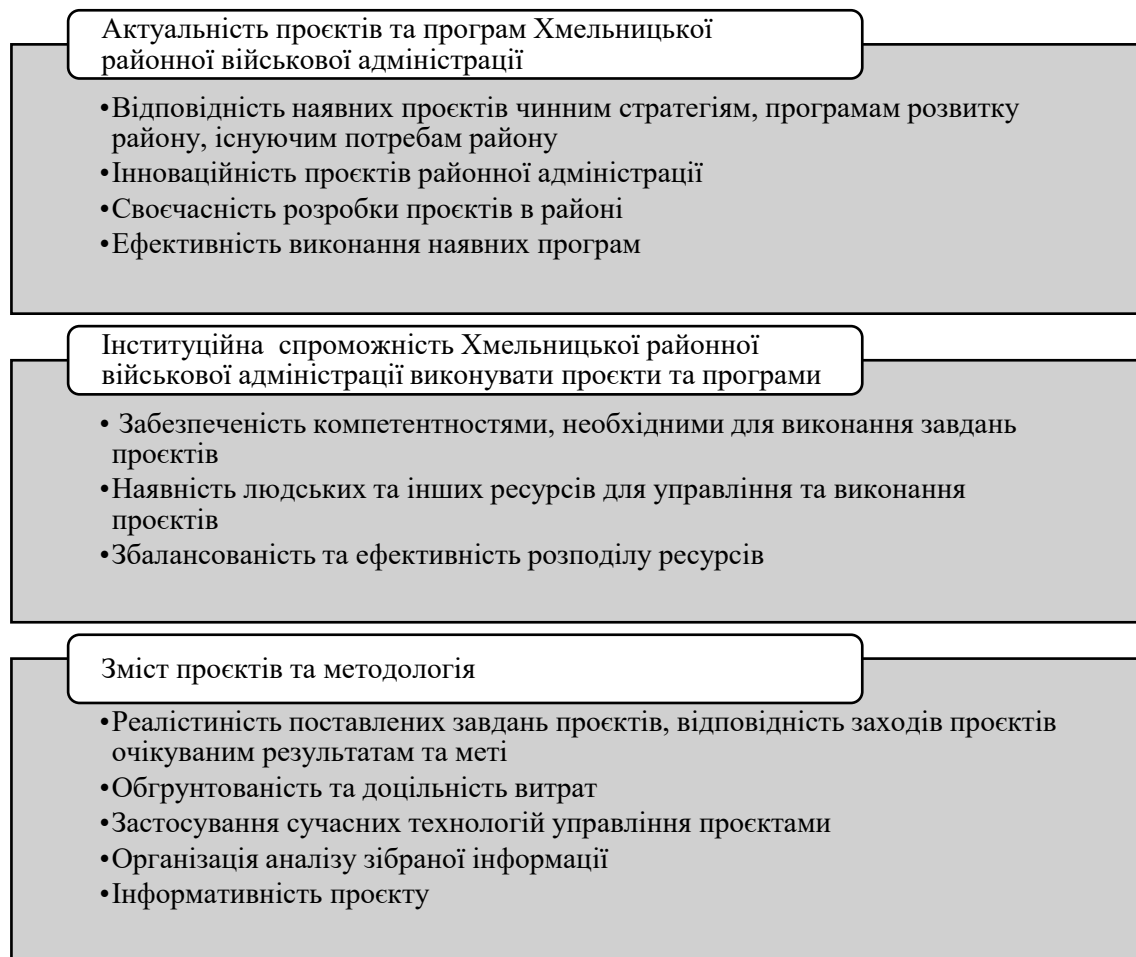 Актуальність проєктів та програм Хмельницької
районної військової адміністрації
•Відповідність наявних проєктів чинним стратегіям, програмам розвитку
району, існуючим потребам району
•Інноваційність проєктів районної адміністрації
•Своєчасність розробки проєктів в районі
•Ефективність виконання наявних програм
Інституційна  спроможність Хмельницької районної
військової адміністрації виконувати проєкти та програми
• Забезпеченість компетентностями, необхідними для виконання завдань
проєктів
•Наявність людських та інших ресурсів для управління та виконання
проєктів
•Збалансованість та ефективність розподілу ресурсів
Зміст проєктів та методологія
•Реалістиність поставлених завдань проєктів, відповідність заходів проєктів
очікуваним результатам та меті
•Обгрунтованість та доцільність витрат
•Застосування сучасних технологій управління проєктами
•Організація аналізу зібраної інформації
•Інформативність проєкту